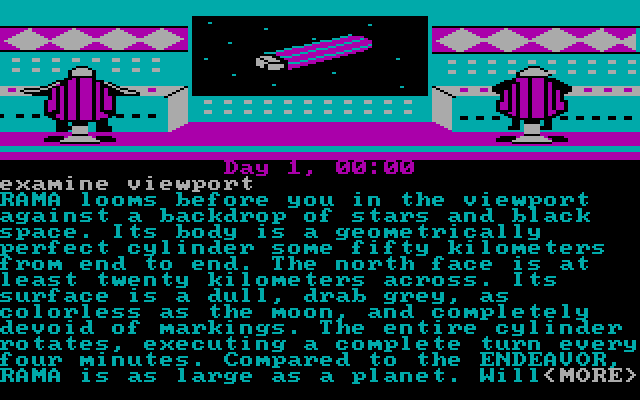 Day 1, 00:00
examine viewport
RAMA looms before you in the viewport
against a backdrop of stars and black
space. Its body is a geometrically
perfect cylinder some fifty kilometers
from end to end. The north face is at
least twenty kilometers across. Its
surface is a dull, drab grey, as
colorless as the moon, and completely
devoid of markings. The entire cylinder
rotates, executing a complete turn every
four minutes. Compared to the ENDEAVOR,
RAMA is as large as a planet. Will<MORE>